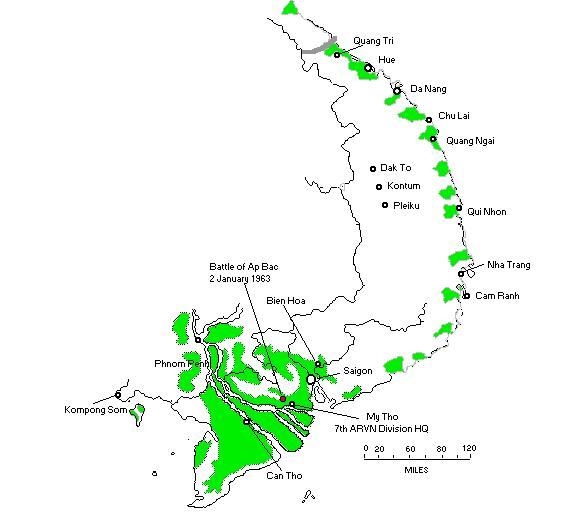 Quang Tri
Hue
Da Nang
Chu Lai
Quang Ngai
Dak To
Kontum
Pleiku
Qui Nhon
Nha Trang
Battle of Ap Bac
2 January 1963
Cam Ranh
Bien Hoa
Phnom Penh
Saigon
Kompong Som
My Tho
7th ARVN Division HQ
0 20 40 80 120
MILES
Can Tho